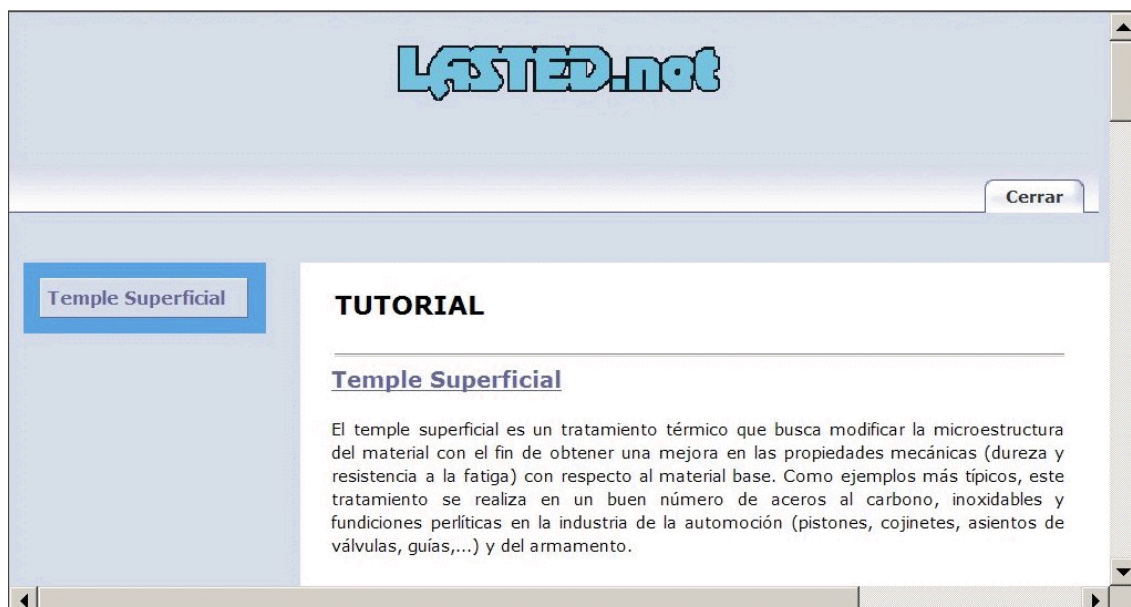 LASTED.net
Cerrar
Temple Superficial
TUTORIAL
Temple Superficial
El temple superficial es un tratamiento térmico que busca modificar la microestructura
del material con el fin de obtener una mejora en las propiedades mecánicas (dureza y
resistencia a la fatiga) con respecto al material base. Como ejemplos más típicos, este
tratamiento se realiza en un buen número de aceros al carbono, inoxidables y
fundiciones perlíticas en la industria de la automoción (pistones, cojinetes, asientos de
válvulas, guías,...) y del armamento.